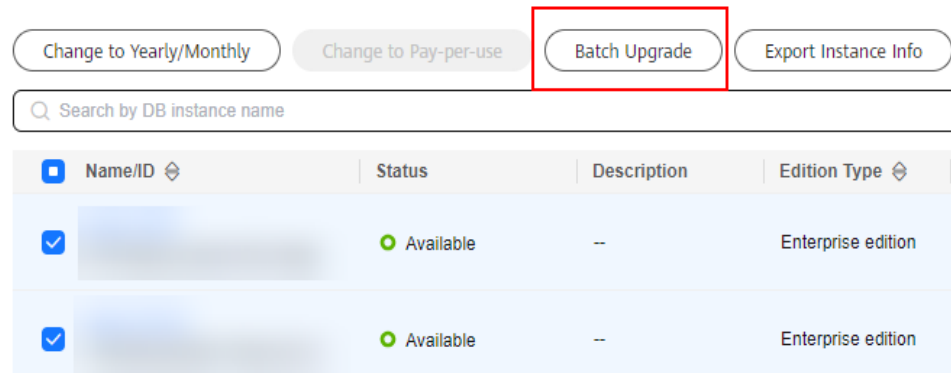 Change to Yearly/Monthly Change to Pay-per-use Batch Upgrade Export Instance Info
Search by DB instance name
Name/ID Status Description Edition Type
Available -- Enterprise edition
Available -- Enterprise edition